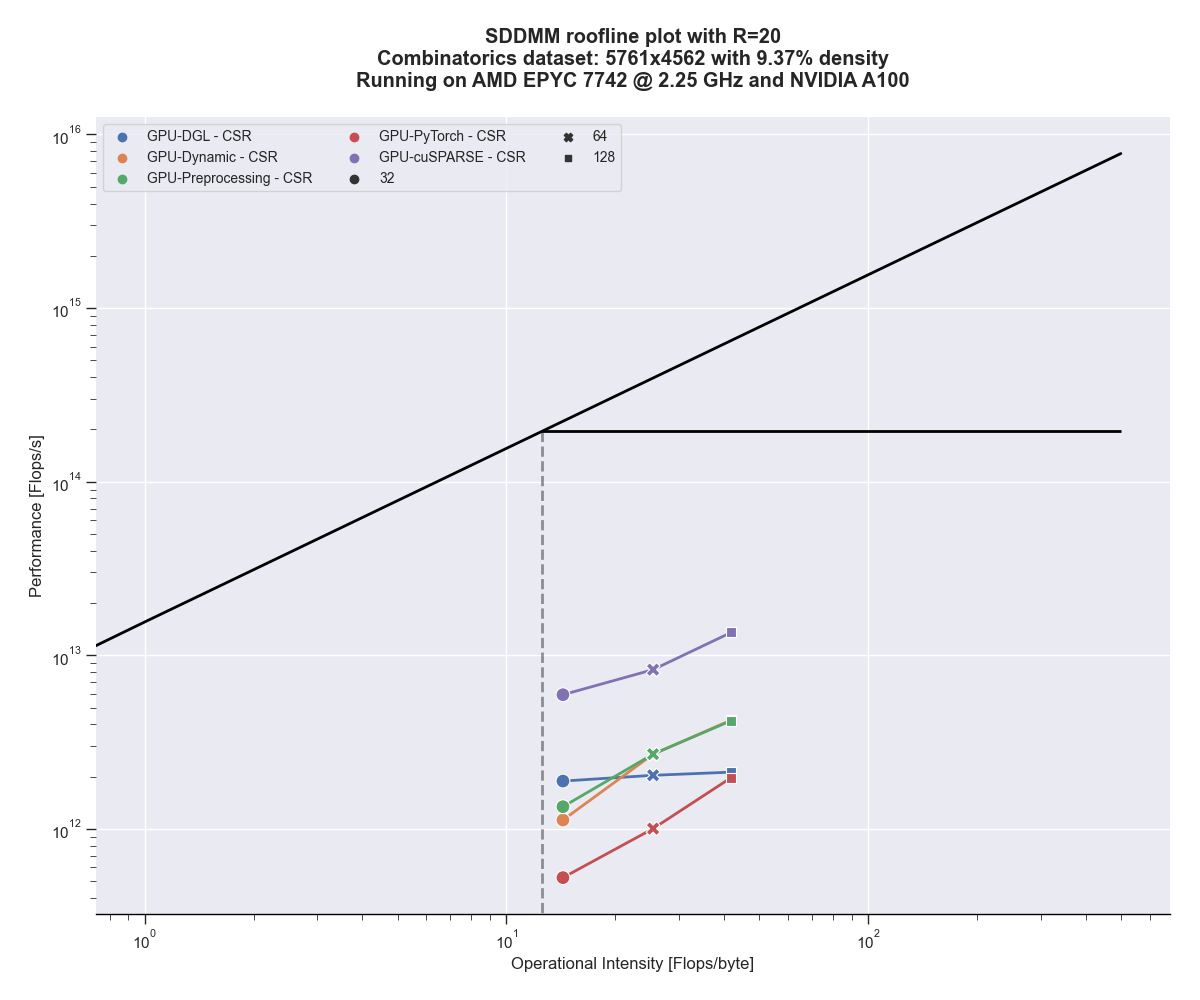 SDDMM roofline plot with R=20
Combinatorics dataset: 5761x4562 with 9.37% density
Running on AMD EPYC 7742 @ 2.25 GHz and NVIDIA A100
GPU-DGL - CSR
GPU-Dynamic - CSR
GPU-Preprocessing - CSR
GPU-PyTorch - CSR
GPU-cuSPARSE - CSR
32
64
128
10^16
10^15
10^14
10^13
10^12
Performance [Flops/s]
10^0
10^1
10^2
Operational Intensity [Flops/byte]